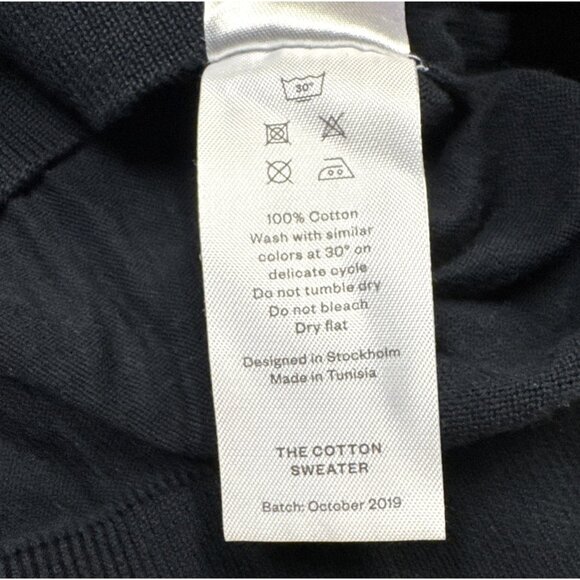 30°
100% Cotton
Wash with similar
colors at 30° on
delicate cycle
Do not tumble dry
Do not bleach
Dry flat
Designed in Stockholm
Made in Tunisia
THE COTTON
SWEATER
Batch: October 2019